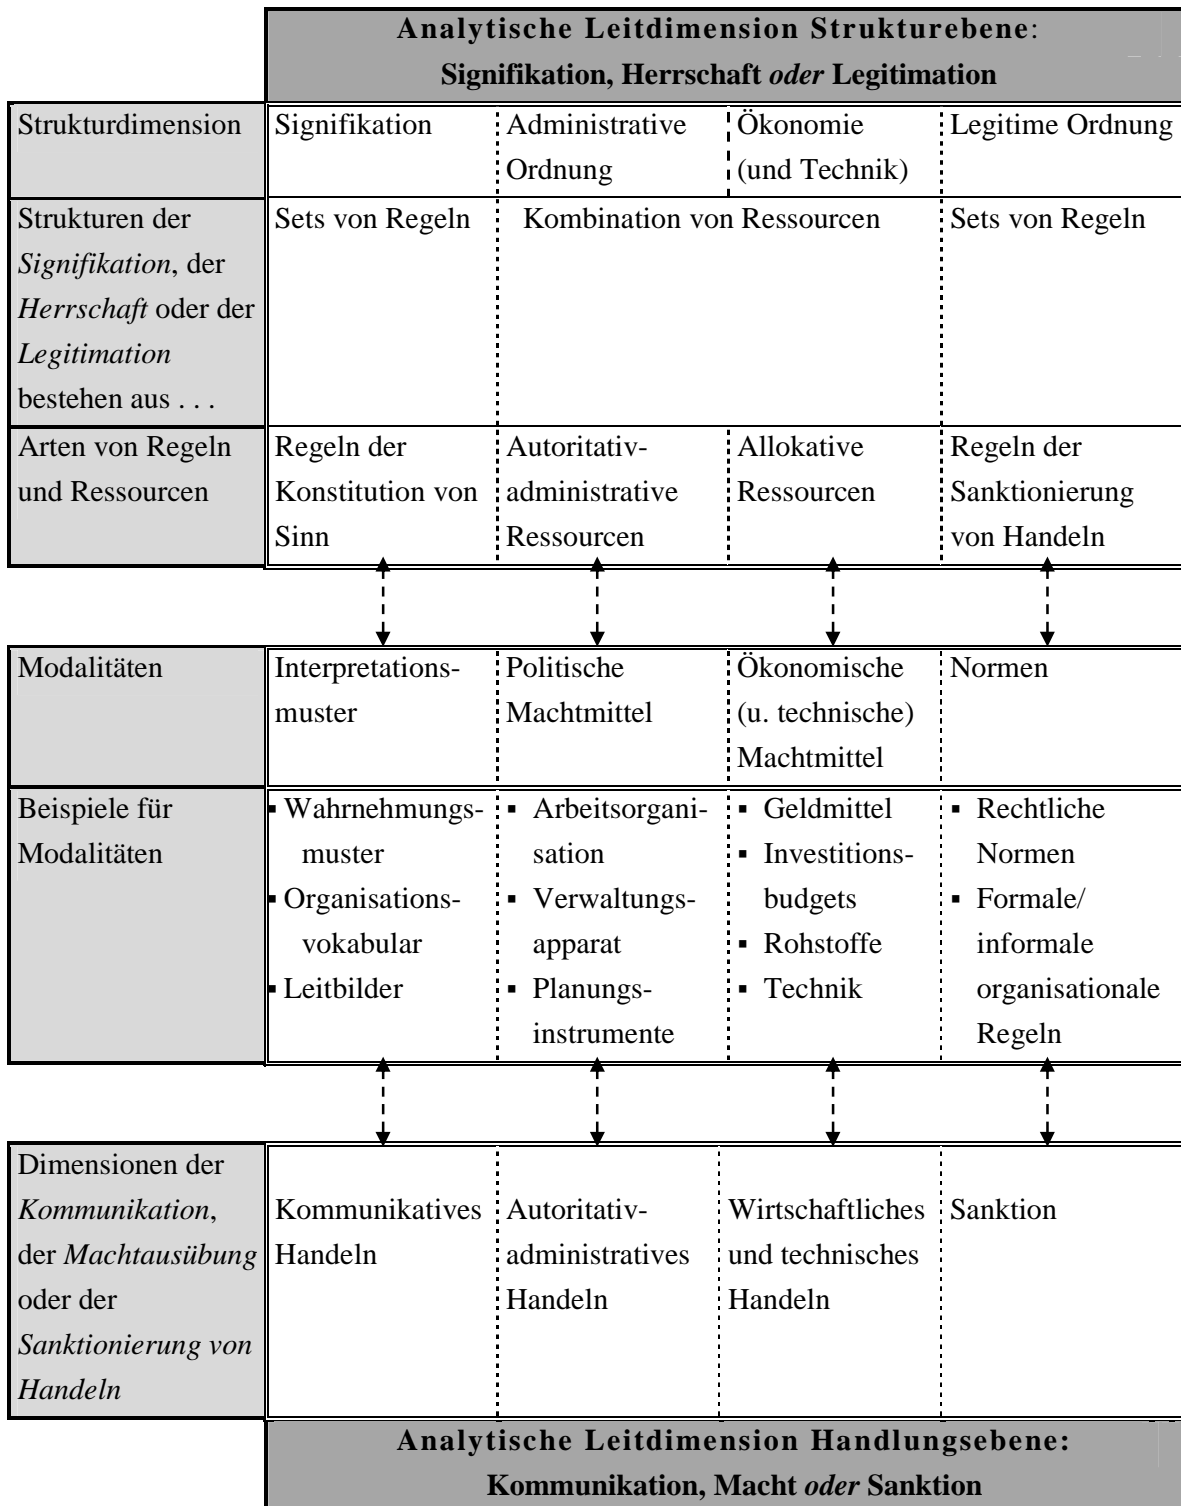 Analytische Leitdimension Strukturebene:
Signifikation, Herrschaft oder Legitimation
Strukturdimension
Signifikation
Administrative
Ordnung
Ökonomie
(und Technik)
Legitime Ordnung
Strukturen der
Signifikation, der
Herrschaft oder der
Legitimation
bestehen aus . . .
Sets von Regeln
Kombination von Ressourcen
Sets von Regeln
Arten von Regeln
und Ressourcen
Regeln der
Konstitution von
Sinn
Autoritativ-
administrative
Ressourcen
Allokative
Ressourcen
Regeln der
Sanktionierung
von Handeln
Modalitäten
Interpretations-
muster
Politische
Machtmittel
Ökonomische
(u. technische)
Machtmittel
Normen
Beispiele für
Modalitäten
▪ Wahrnehmungs-
muster
▪ Organisations-
vokabular
▪ Leitbilder
▪ Arbeitsorgani-
sation
▪ Verwaltungs-
apparat
▪ Planungs-
instrumente
▪ Geldmittel
▪ Investitions-
budgets
▪ Rohstoffe
▪ Technik
▪ Rechtliche
Normen
▪ Formale/
informale
organisationale
Regeln
Dimensionen der
Kommunikation,
der Machtausübung
oder der
Sanktionierung von
Handeln
Kommunikatives
Handeln
Autoritativ-
administratives
Handeln
Wirtschaftliches
und technisches
Handeln
Sanktion
Analytische Leitdimension Handlungsebene:
Kommunikation, Macht oder Sanktion